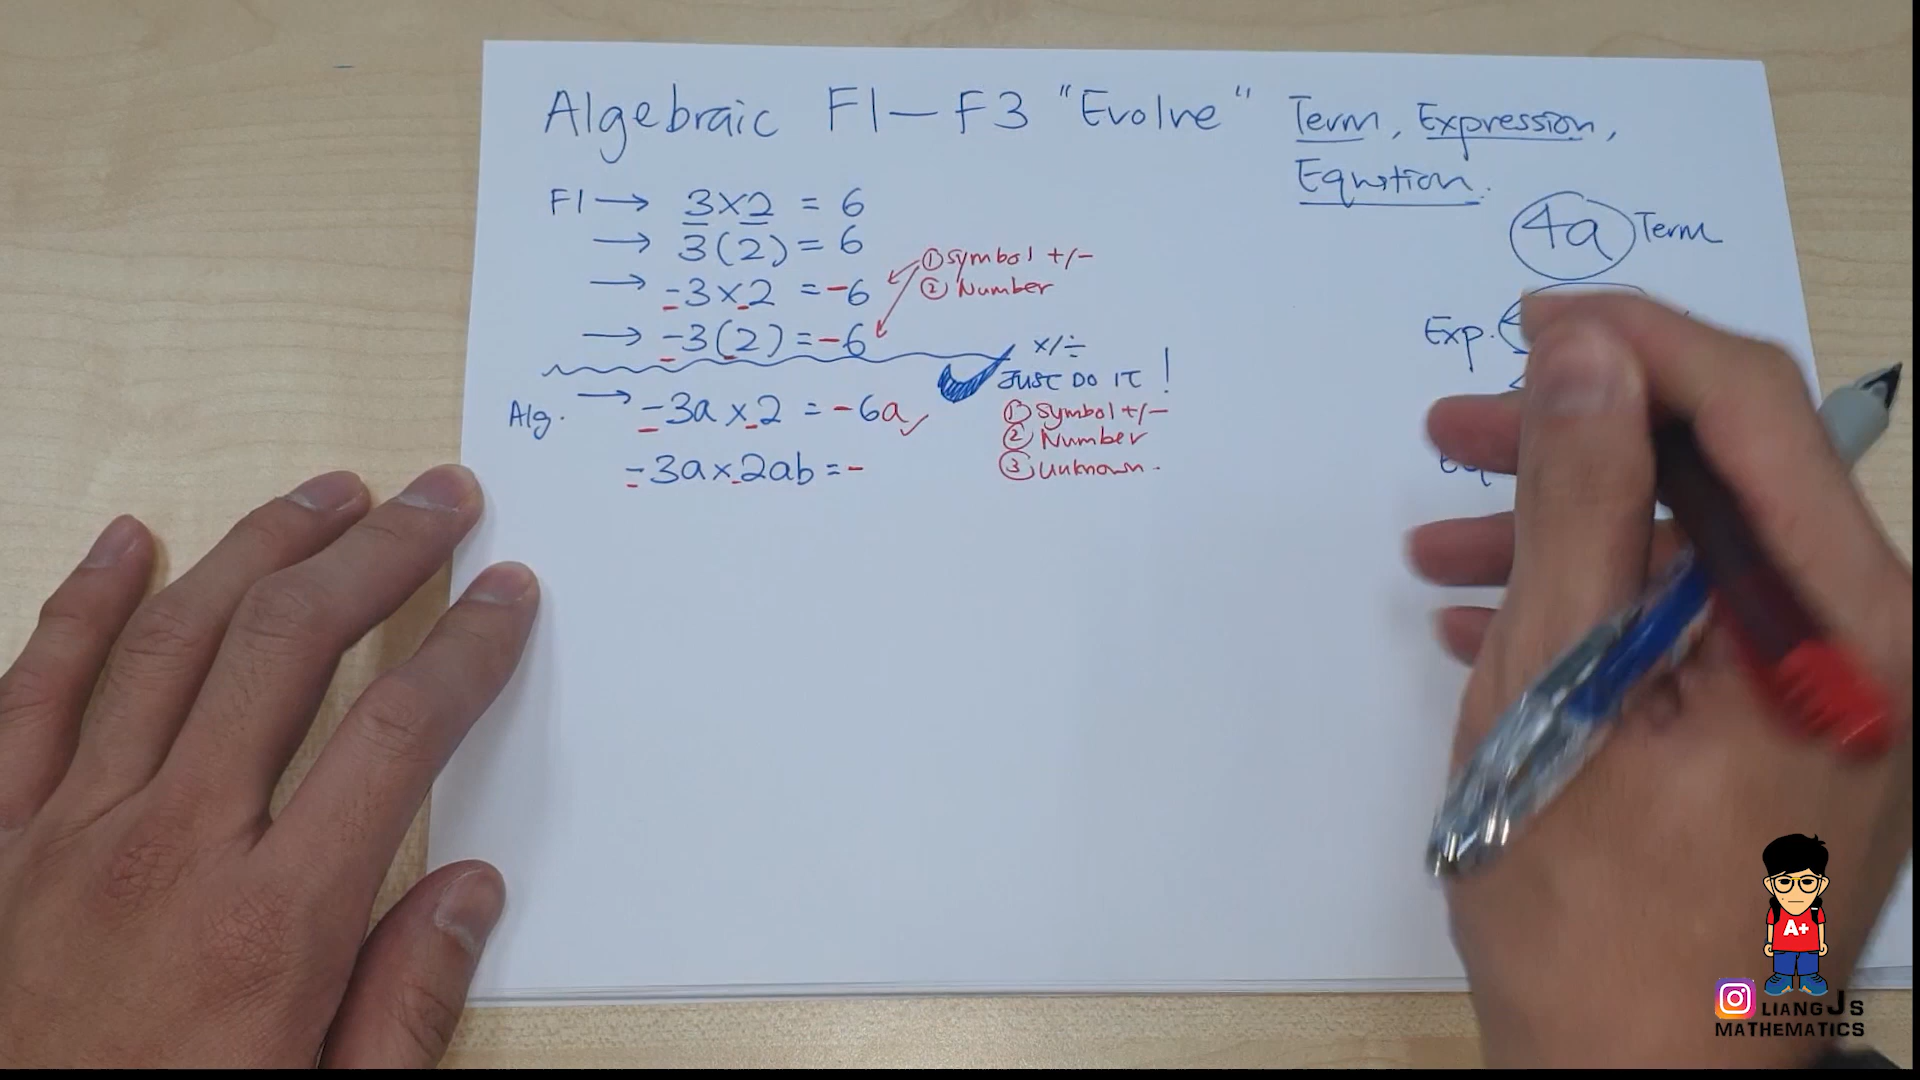 Algebraic F1 — F3 "Evolve" Term, Expression,
Equation.
F1 → 3 x 2 = 6
→ 3(2) = 6
→ -3 x 2 = -6
→ -3(2) = -6
① Symbol +/-
② Number
4a Term
Exp.
x/÷
JUST DO IT !
① Symbol +/-
② Number
③ Unknown.
Alg. → -3a x 2 = -6a ✓
-3a x 2ab = -
A+
LIANGJS
MATHEMATICS